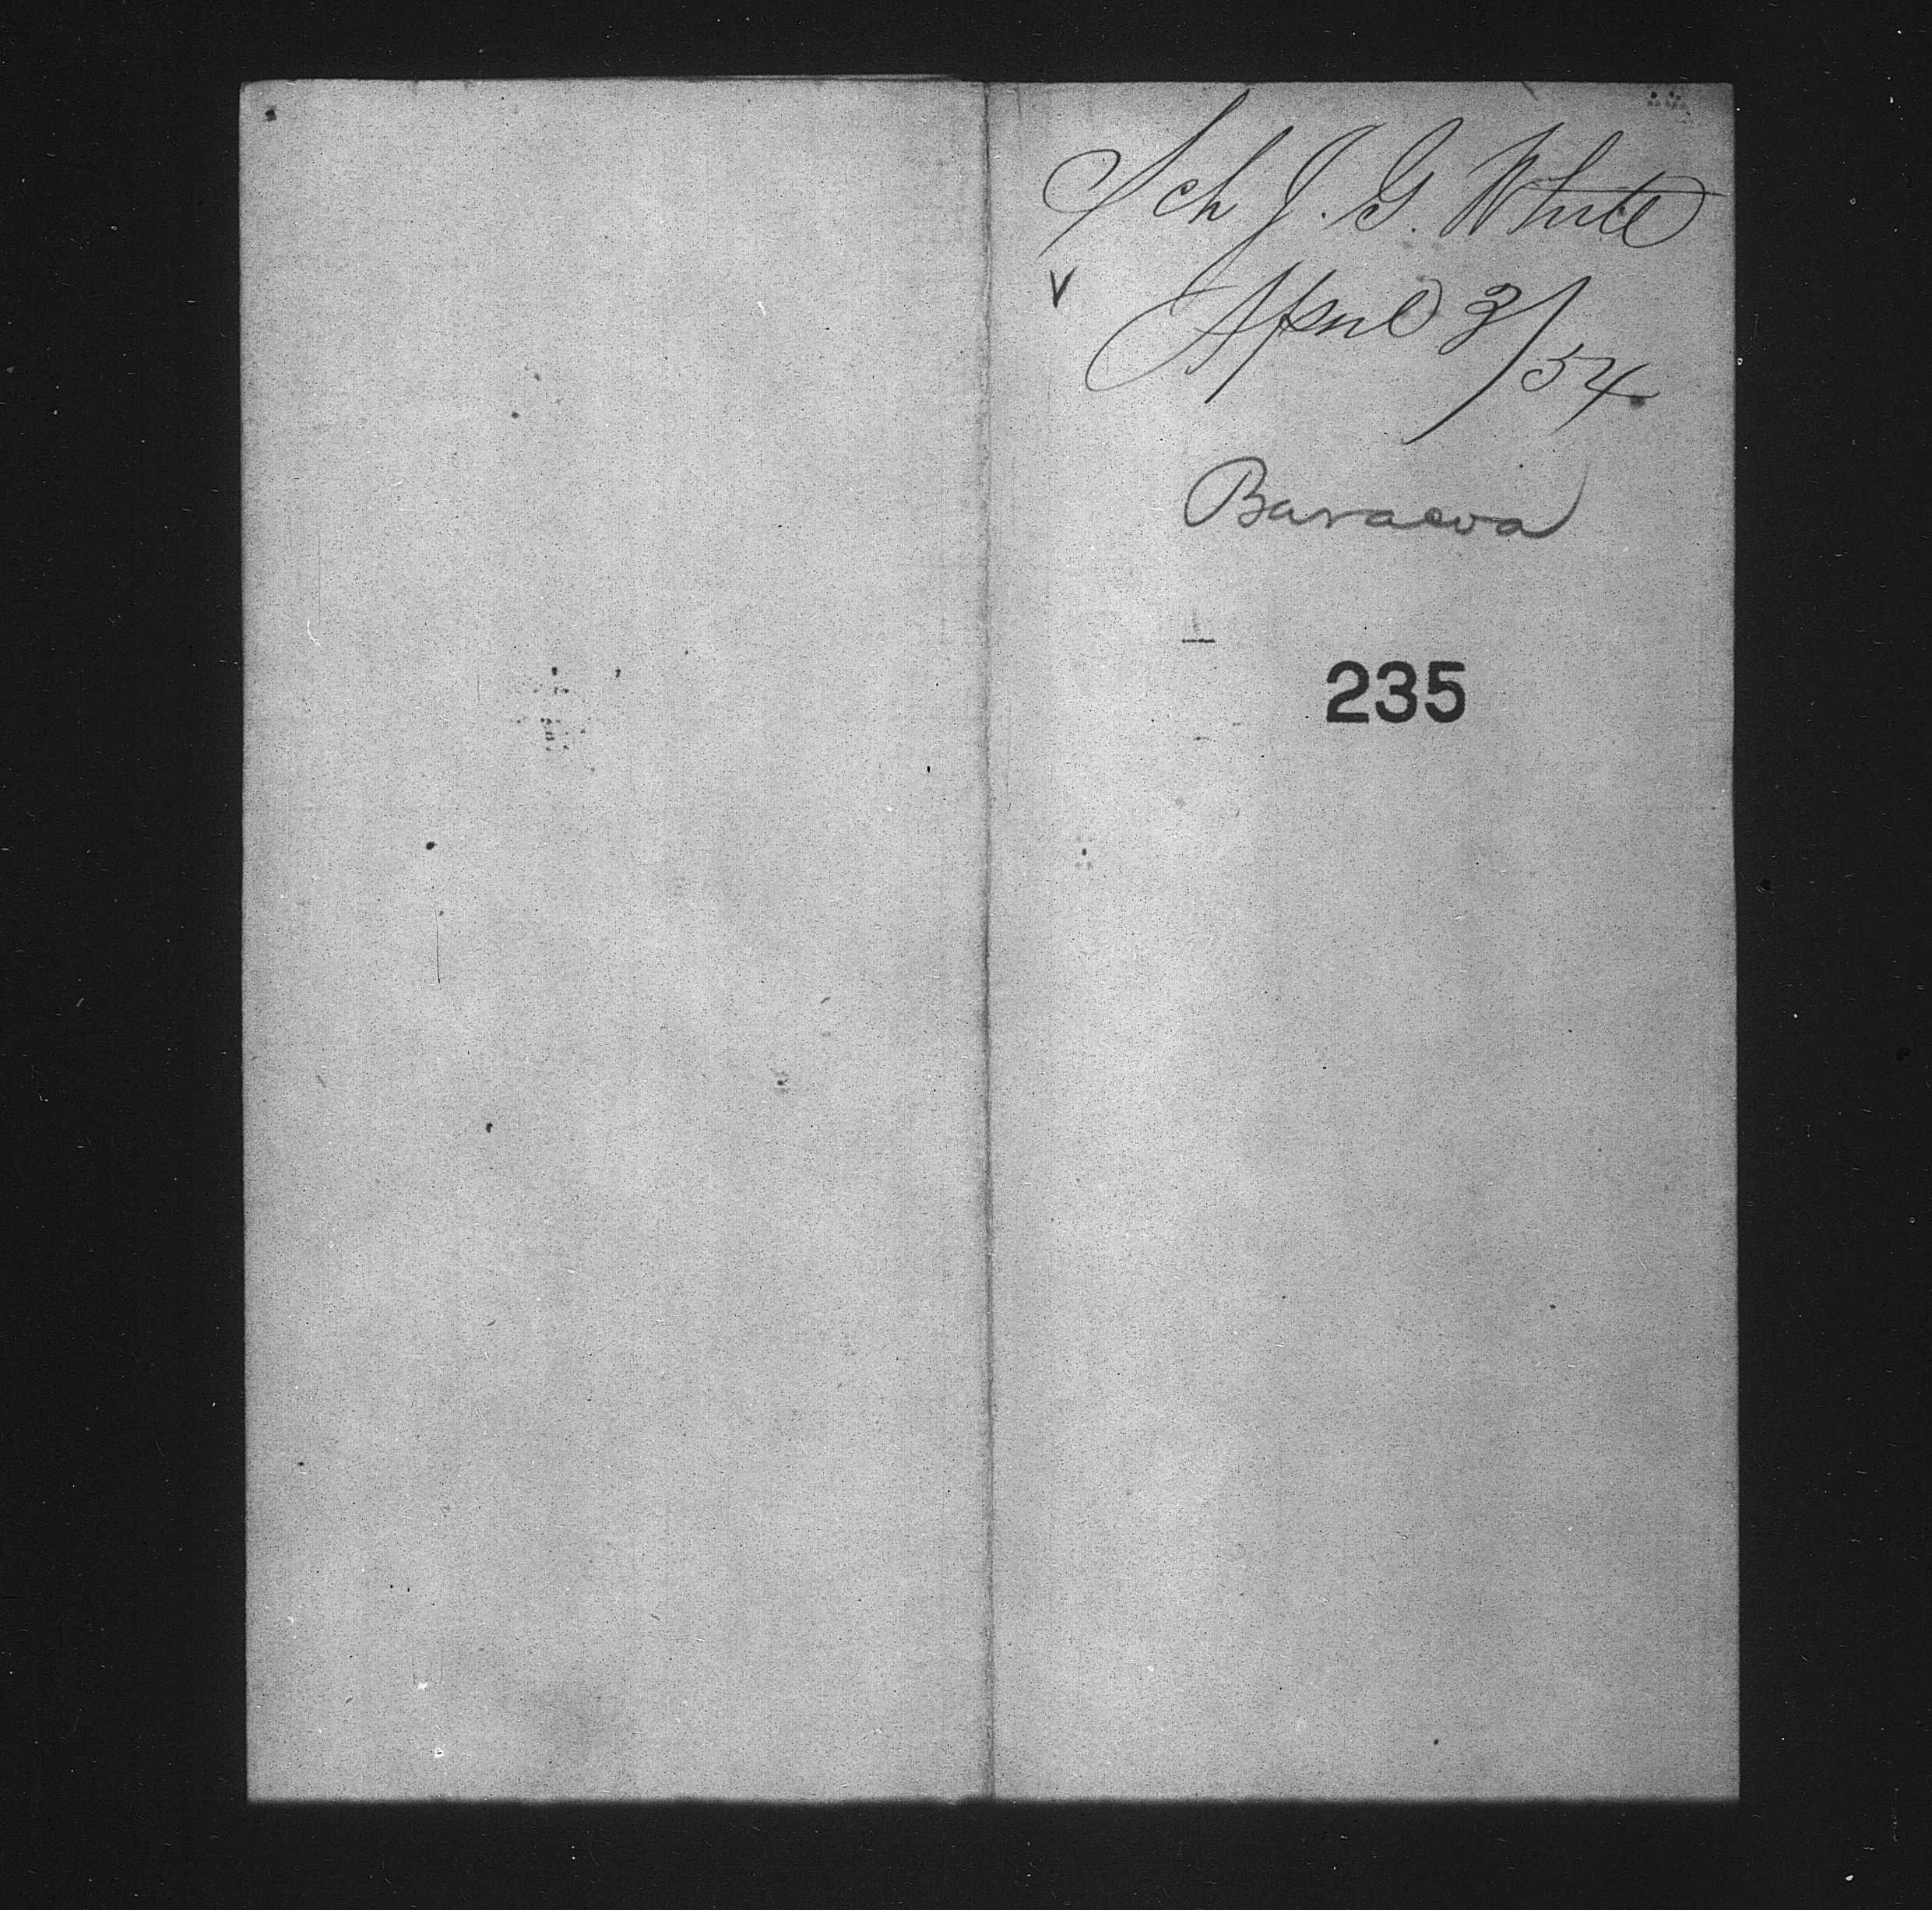 Sch J. G. White
v April 3/54
Baracoa
235